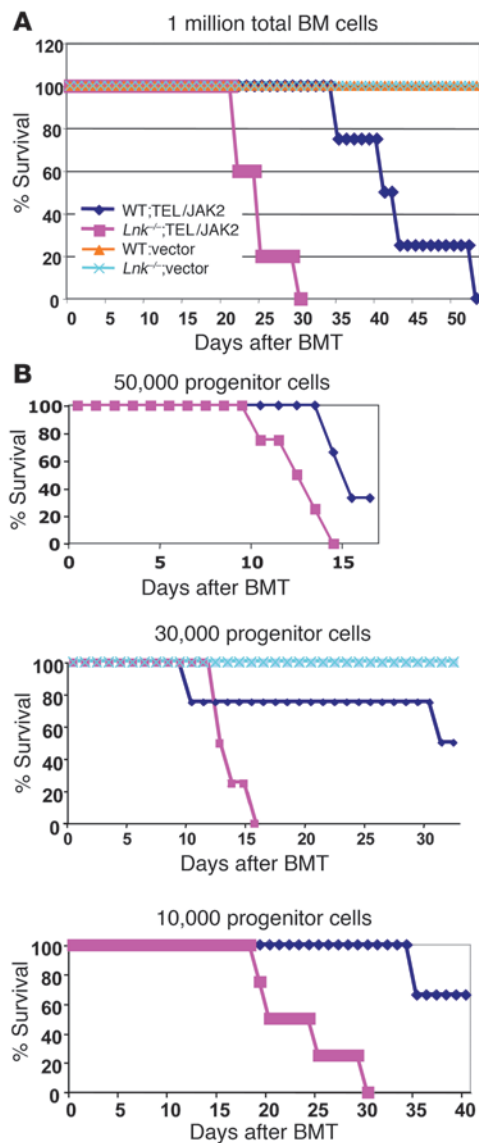 A
1 million total BM cells
120
100
80
60
40
20
0
% Survival
WT;TEL/JAK2
Lnk-/-;TEL/JAK2
WT:vector
Lnk-/-;vector
0 5 10 15 20 25 30 35 40 45 50
Days after BMT
B
50,000 progenitor cells
100
80
60
40
20
0
% Survival
0 5 10 15
Days after BMT
30,000 progenitor cells
100
80
60
40
20
0
% Survival
0 5 10 15 20 25 30
Days after BMT
10,000 progenitor cells
100
80
60
40
20
0
% Survival
0 5 10 15 20 25 30 35 40
Days after BMT